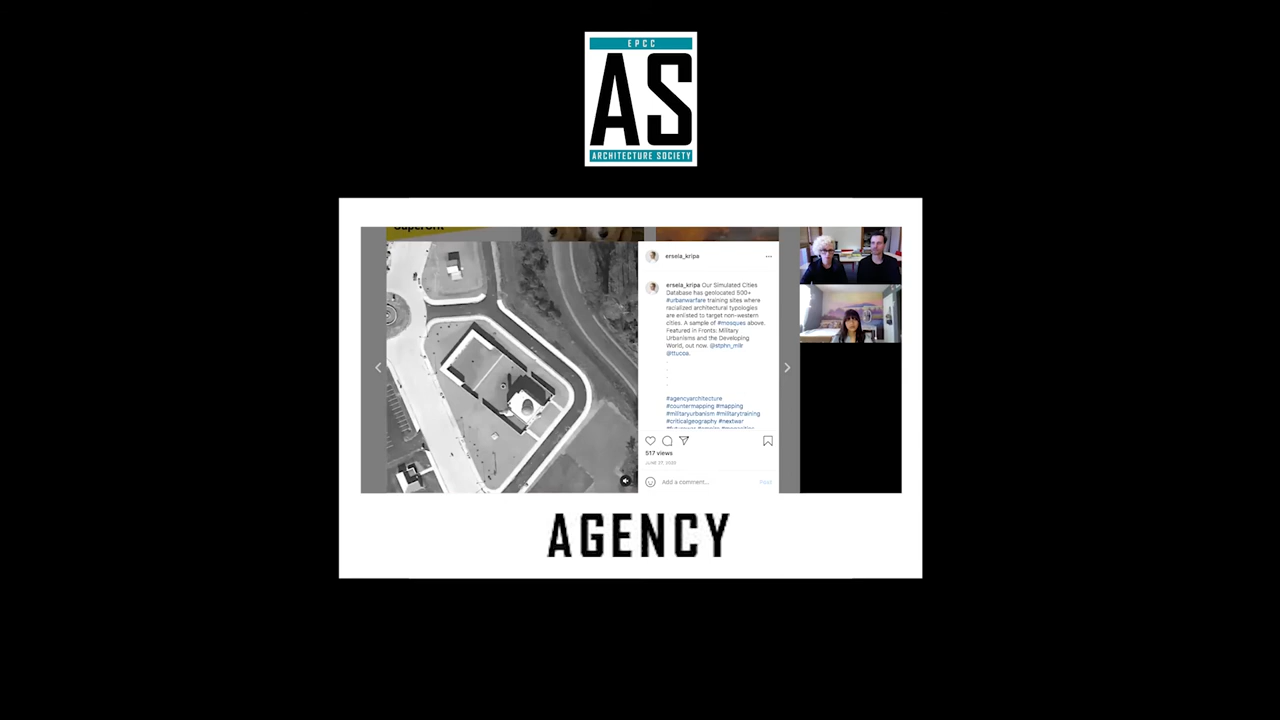 EPCC
AS
ARCHITECTURE SOCIETY
ersela_kripa
ersela_kripa Our Simulated Cities
Database has geolocated 500+
#urbanwarfare training sites where
racialized architectural typologies
are enlisted to target non-western
cities. A sample of #mosques above.
Featured in Fronts: Military
Urbanisms and the Developing
World, out now. @stphn_mllr
@ttucoa.
.
.
.
.
#agencyarchitecture
#countermapping #mapping
#militaryurbanism #militarytraining
#criticalgeography #nextwar
517 views
Add a comment...
Post
AGENCY